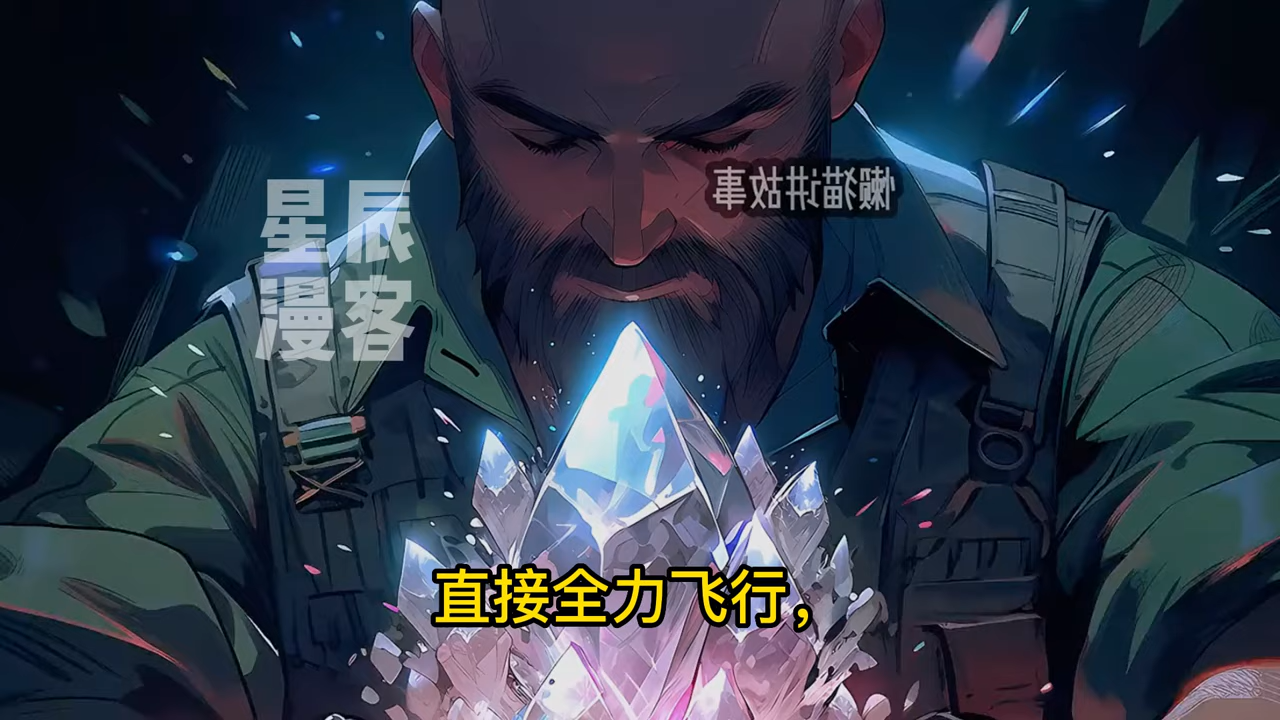 星辰
漫客
懒猫讲故事
直接全力飞行，